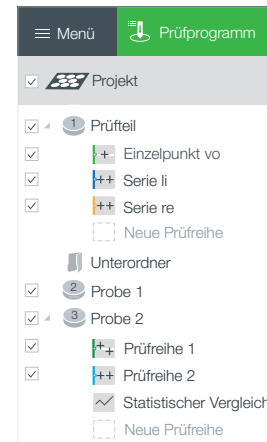 Menü
Prüfprogramm
Projekt
1 Prüfteil
Einzelpunkt vo
Serie li
Serie re
Neue Prüfreihe
Unterordner
2 Probe 1
3 Probe 2
Prüfreihe 1
Prüfreihe 2
Statistischer Vergleich
Neue Prüfreihe